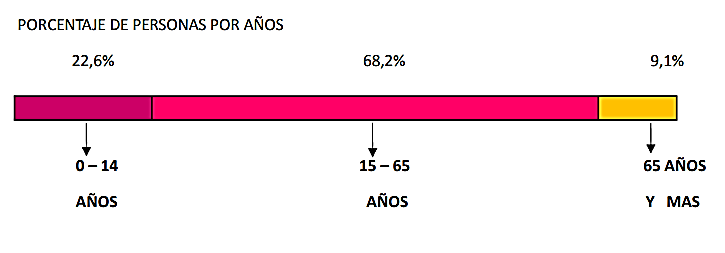 PORCENTAJE DE PERSONAS POR AÑOS
22,6% 68,2% 9,1%
0 – 14 15 – 65 65 AÑOS
AÑOS AÑOS Y MAS